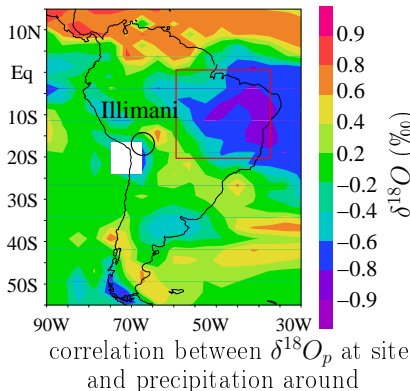 10N
Eq
10S
20S
30S
40S
50S
90W 70W 50W 30W
Illimani
0.9
0.8
0.6
0.4
0.2
−0.2
−0.4
−0.6
−0.8
−0.9
δ¹⁸O (‰)
correlation between δ¹⁸Oₚ at site
and precipitation around